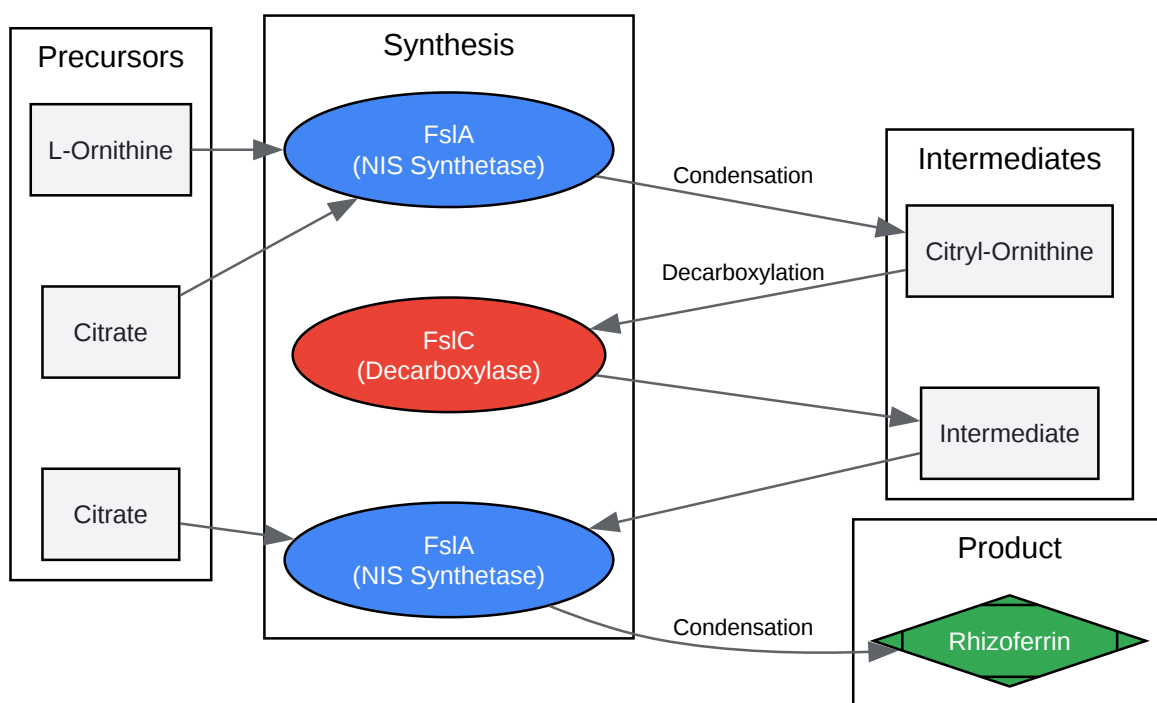 Precursors
L-Ornithine
Citrate
Citrate
Synthesis
FslA
(NIS Synthetase)
FslC
(Decarboxylase)
FslA
(NIS Synthetase)
Condensation
Decarboxylation
Condensation
Intermediates
Citryl-Ornithine
Intermediate
Product
Rhizoferrin